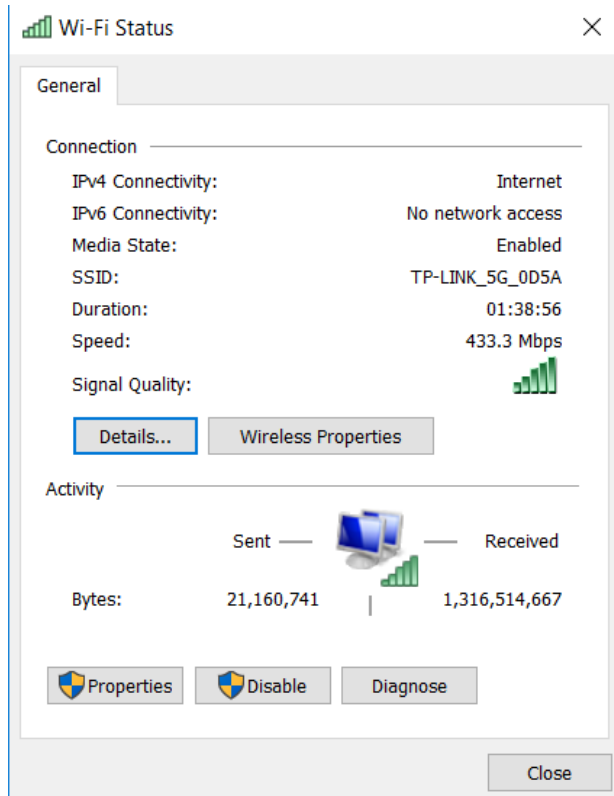 Wi-Fi Status
General
Connection
IPv4 Connectivity: Internet
IPv6 Connectivity: No network access
Media State: Enabled
SSID: TP-LINK_5G_0D5A
Duration: 01:38:56
Speed: 433.3 Mbps
Signal Quality:
Details... Wireless Properties
Activity
Sent Received
Bytes: 21,160,741 1,316,514,667
Properties Disable Diagnose
Close